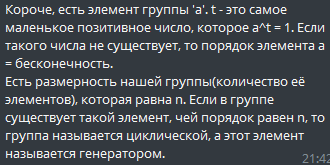 Короче, есть элемент группы 'a'. t - это самое
маленькое позитивное число, которое a^t = 1. Если
такого числа не существует, то порядок элемента a
= бесконечность.
Есть размерность нашей группы(количество её
элементов), которая равна n. Если в группе
существует такой элемент, чей порядок равен n, то
группа называется циклической, а этот элемент
называется генератором.
21:42